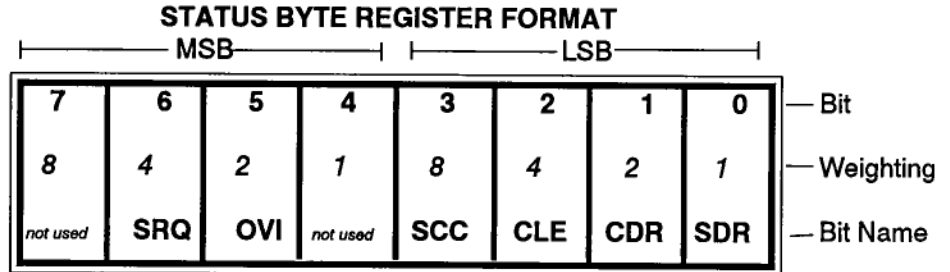 STATUS BYTE REGISTER FORMAT
MSB LSB
7 6 5 4 3 2 1 0 Bit
8 4 2 1 8 4 2 1 Weighting
not used SRQ OVI not used SCC CLE CDR SDR Bit Name